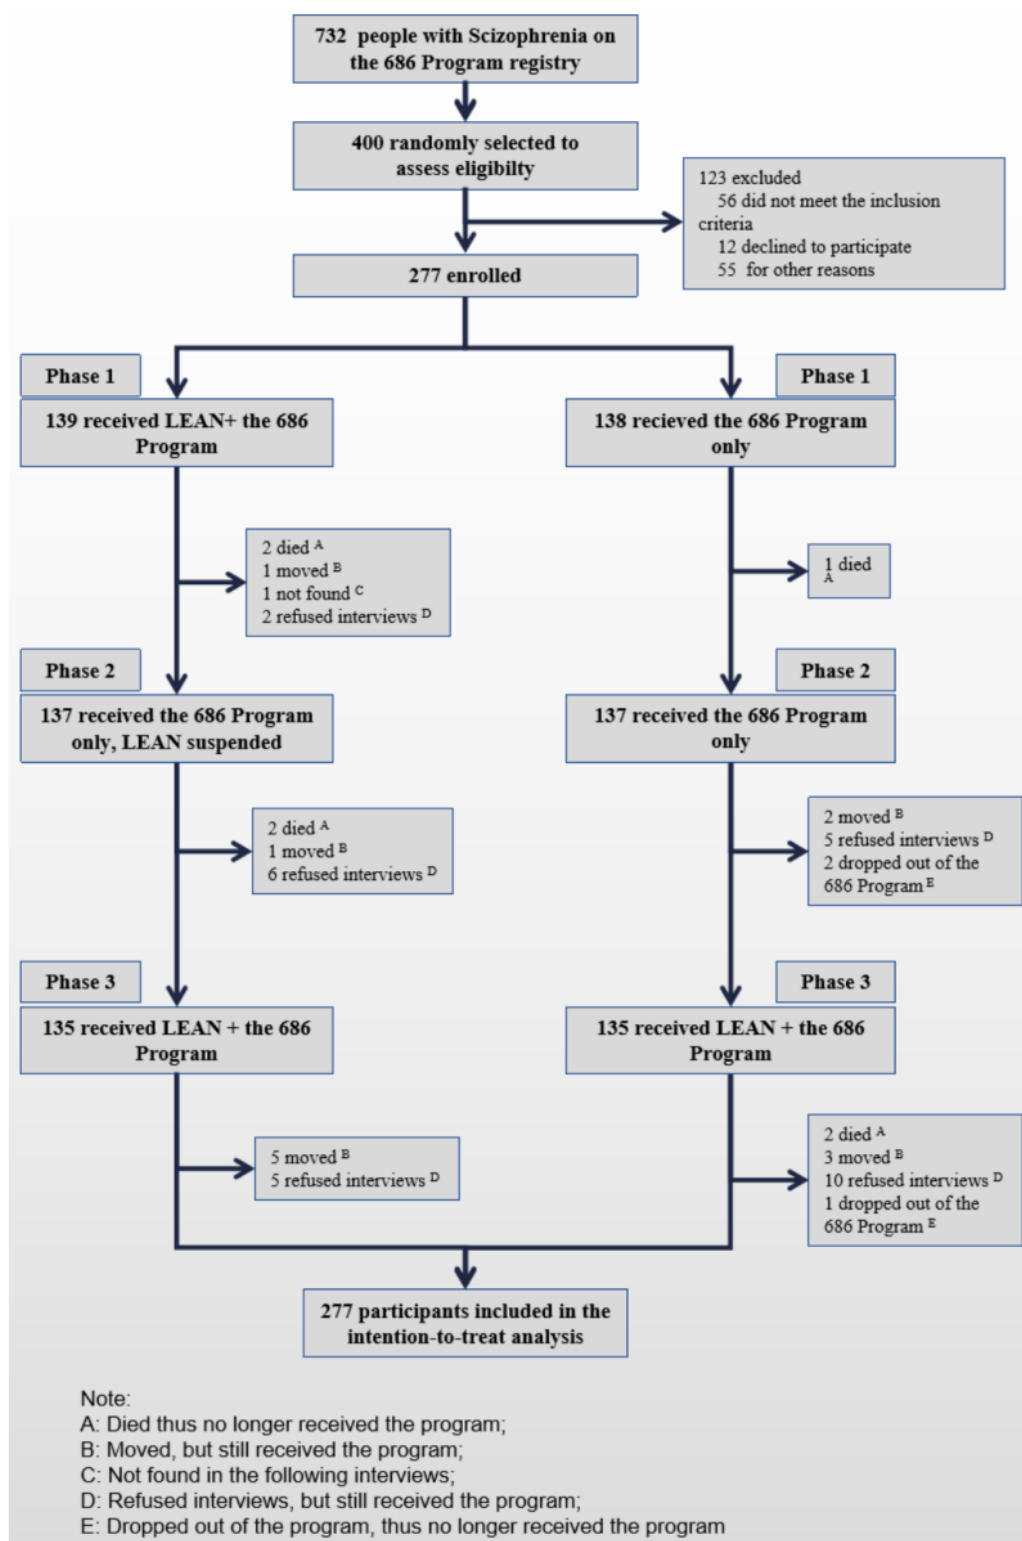 732 people with Scizophrenia on
the 686 Program registry
400 randomly selected to
assess eligibilty
123 excluded
56 did not meet the inclusion
criteria
12 declined to participate
55 for other reasons
277 enrolled
Phase 1
139 received LEAN+ the 686
Program
Phase 1
138 recieved the 686 Program
only
2 died A
1 moved B
1 not found C
2 refused interviews D
1 died
A
Phase 2
137 received the 686 Program
only, LEAN suspended
Phase 2
137 received the 686 Program
only
2 died A
1 moved B
6 refused interviews D
2 moved B
5 refused interviews D
2 dropped out of the
686 Program E
Phase 3
135 received LEAN + the 686
Program
Phase 3
135 received LEAN + the 686
Program
5 moved B
5 refused interviews D
2 died A
3 moved B
10 refused interviews D
1 dropped out of the
686 Program E
277 participants included in the
intention-to-treat analysis
Note:
A: Died thus no longer received the program;
B: Moved, but still received the program;
C: Not found in the following interviews;
D: Refused interviews, but still received the program;
E: Dropped out of the program, thus no longer received the program